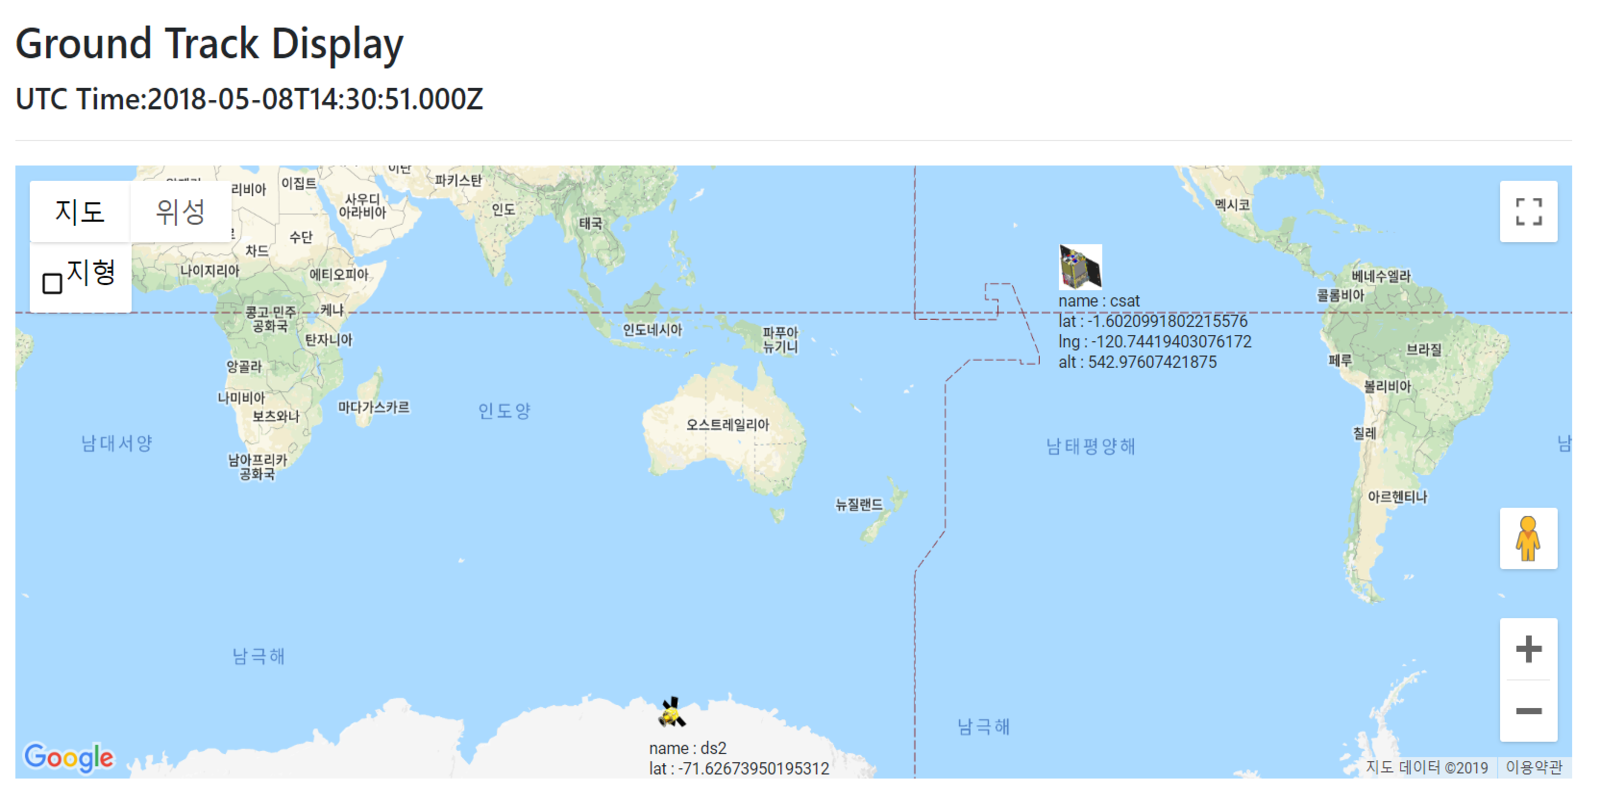 Ground Track Display
UTC Time:2018-05-08T14:30:51.000Z
지도
위성
지형
리비아
이집트
사우디
아라비아
이란
파키스탄
인도
태국
멕시코
차드
수단
나이지리아
에티오피아
콩고 민주
공화국
케냐
탄자니아
인도네시아
파푸아
뉴기니
name : csat
lat : -1.6020991802215576
lng : -120.74419403076172
alt : 542.97607421875
베네수엘라
콜롬비아
페루
브라질
볼리비아
앙골라
나미비아
보츠와나
마다가스카르
인도양
오스트레일리아
남대서양
남아프리카
공화국
남태평양해
칠레
뉴질랜드
아르헨티나
남
남극해
남극해
name : ds2
lat : -71.62673950195312
Google
지도 데이터 ©2019
이용약관